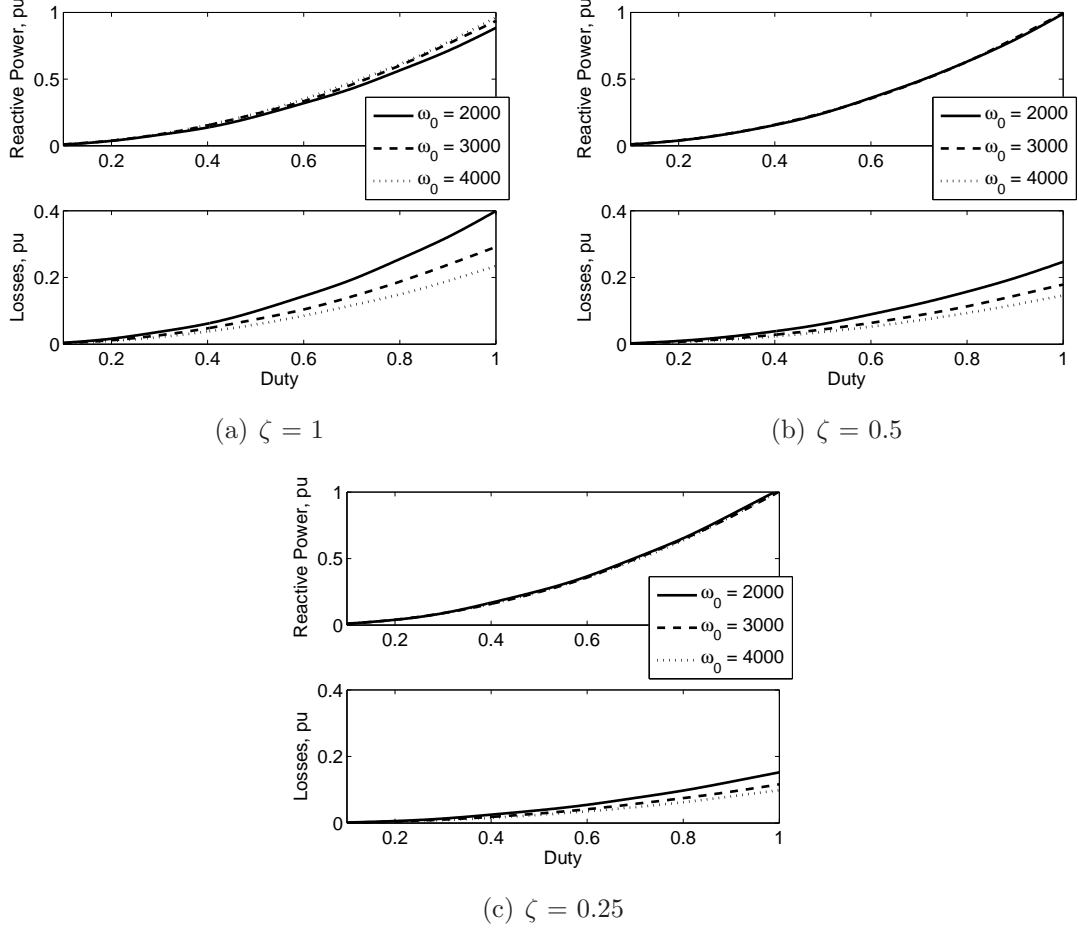 Reactive Power, pu
1
0.5
0
0.2 0.4 0.6
ω0 = 2000
ω0 = 3000
ω0 = 4000
Losses, pu
0.4
0.2
0
0.2 0.4 0.6 0.8 1
Duty
(a) ζ = 1
Reactive Power, pu
1
0.5
0
0.2 0.4 0.6
ω0 = 2000
ω0 = 3000
ω0 = 4000
Losses, pu
0.4
0.2
0
0.2 0.4 0.6 0.8 1
Duty
(b) ζ = 0.5
Reactive Power, pu
1
0.5
0
0.2 0.4 0.6
ω0 = 2000
ω0 = 3000
ω0 = 4000
Losses, pu
0.4
0.2
0
0.2 0.4 0.6 0.8 1
Duty
(c) ζ = 0.25